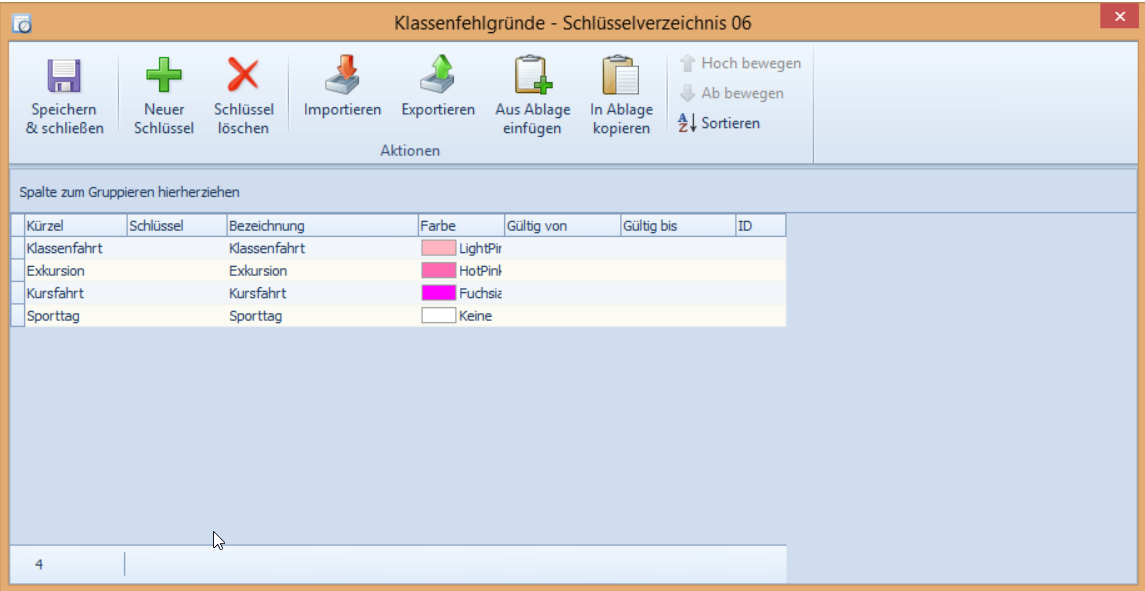 Klassenfehlgründe - Schlüsselverzeichnis 06
Speichern
& schließen
Neuer
Schlüssel
Schlüssel
löschen
Importieren
Exportieren
Aus Ablage
einfügen
In Ablage
kopieren
Hoch bewegen
Ab bewegen
Sortieren
Aktionen
Spalte zum Gruppieren hierherziehen
Kürzel Schlüssel Bezeichnung Farbe Gültig von Gültig bis ID
Klassenfahrt Klassenfahrt LightPin
Exkursion Exkursion HotPink
Kursfahrt Kursfahrt Fuchsia
Sporttag Sporttag Keine
4